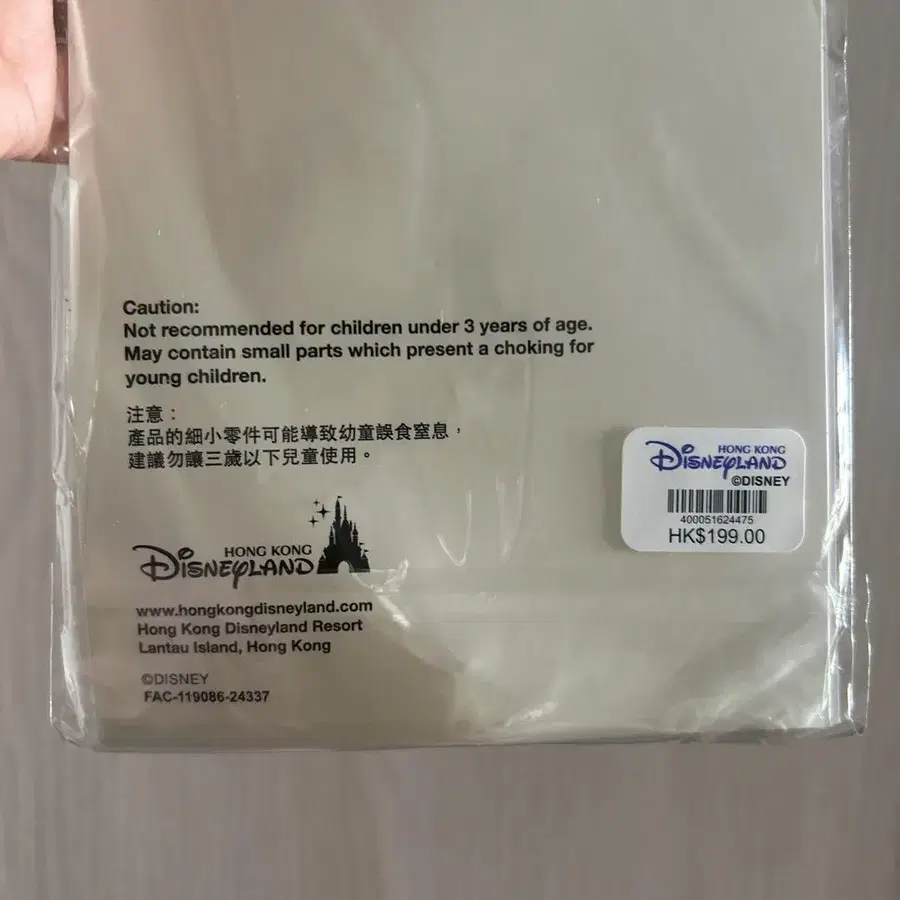 Caution:
Not recommended for children under 3 years of age.
May contain small parts which present a choking for
young children.
注意：
產品的細小零件可能導致幼童誤食窒息，
建議勿讓三歲以下兒童使用。
HONG KONG
DISNEYLAND
www.hongkongdisneyland.com
Hong Kong Disneyland Resort
Lantau Island, Hong Kong
©DISNEY
FAC-119086-24337
HONG KONG
DISNEYLAND
©DISNEY
400051624475
HK$199.00